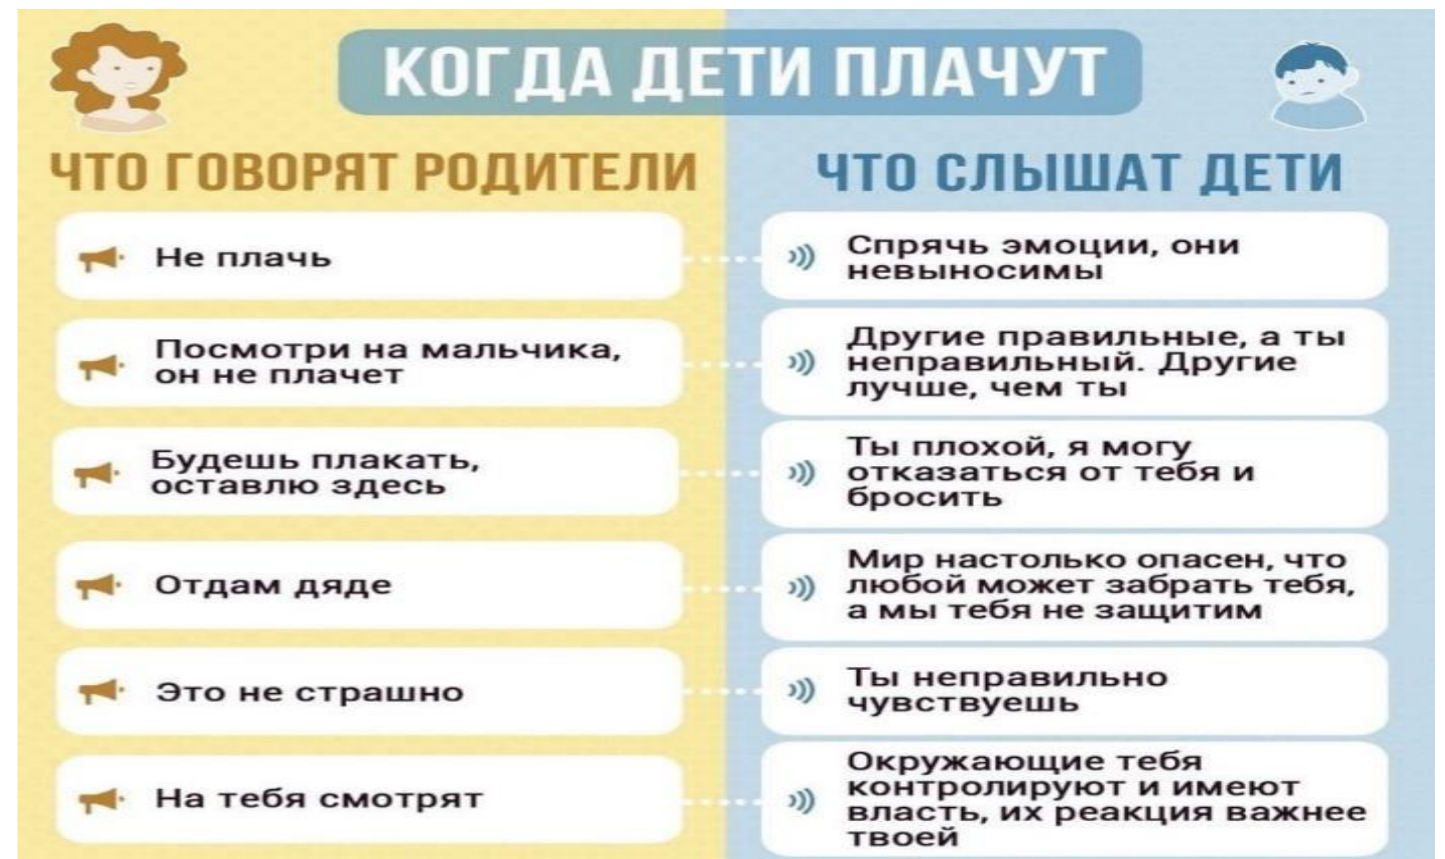 КОГДА ДЕТИ ПЛАЧУТ
ЧТО ГОВОРЯТ РОДИТЕЛИ
ЧТО СЛЫШАТ ДЕТИ
Не плачь
Спрячь эмоции, они
невыносимы
Посмотри на мальчика,
он не плачет
Другие правильные, а ты
неправильный. Другие
лучше, чем ты
Будешь плакать,
оставлю здесь
Ты плохой, я могу
отказаться от тебя и
бросить
Отдам дяде
Мир настолько опасен, что
любой может забрать тебя,
а мы тебя не защитим
Это не страшно
Ты неправильно
чувствуешь
На тебя смотрят
Окружающие тебя
контролируют и имеют
власть, их реакция важнее
твоей